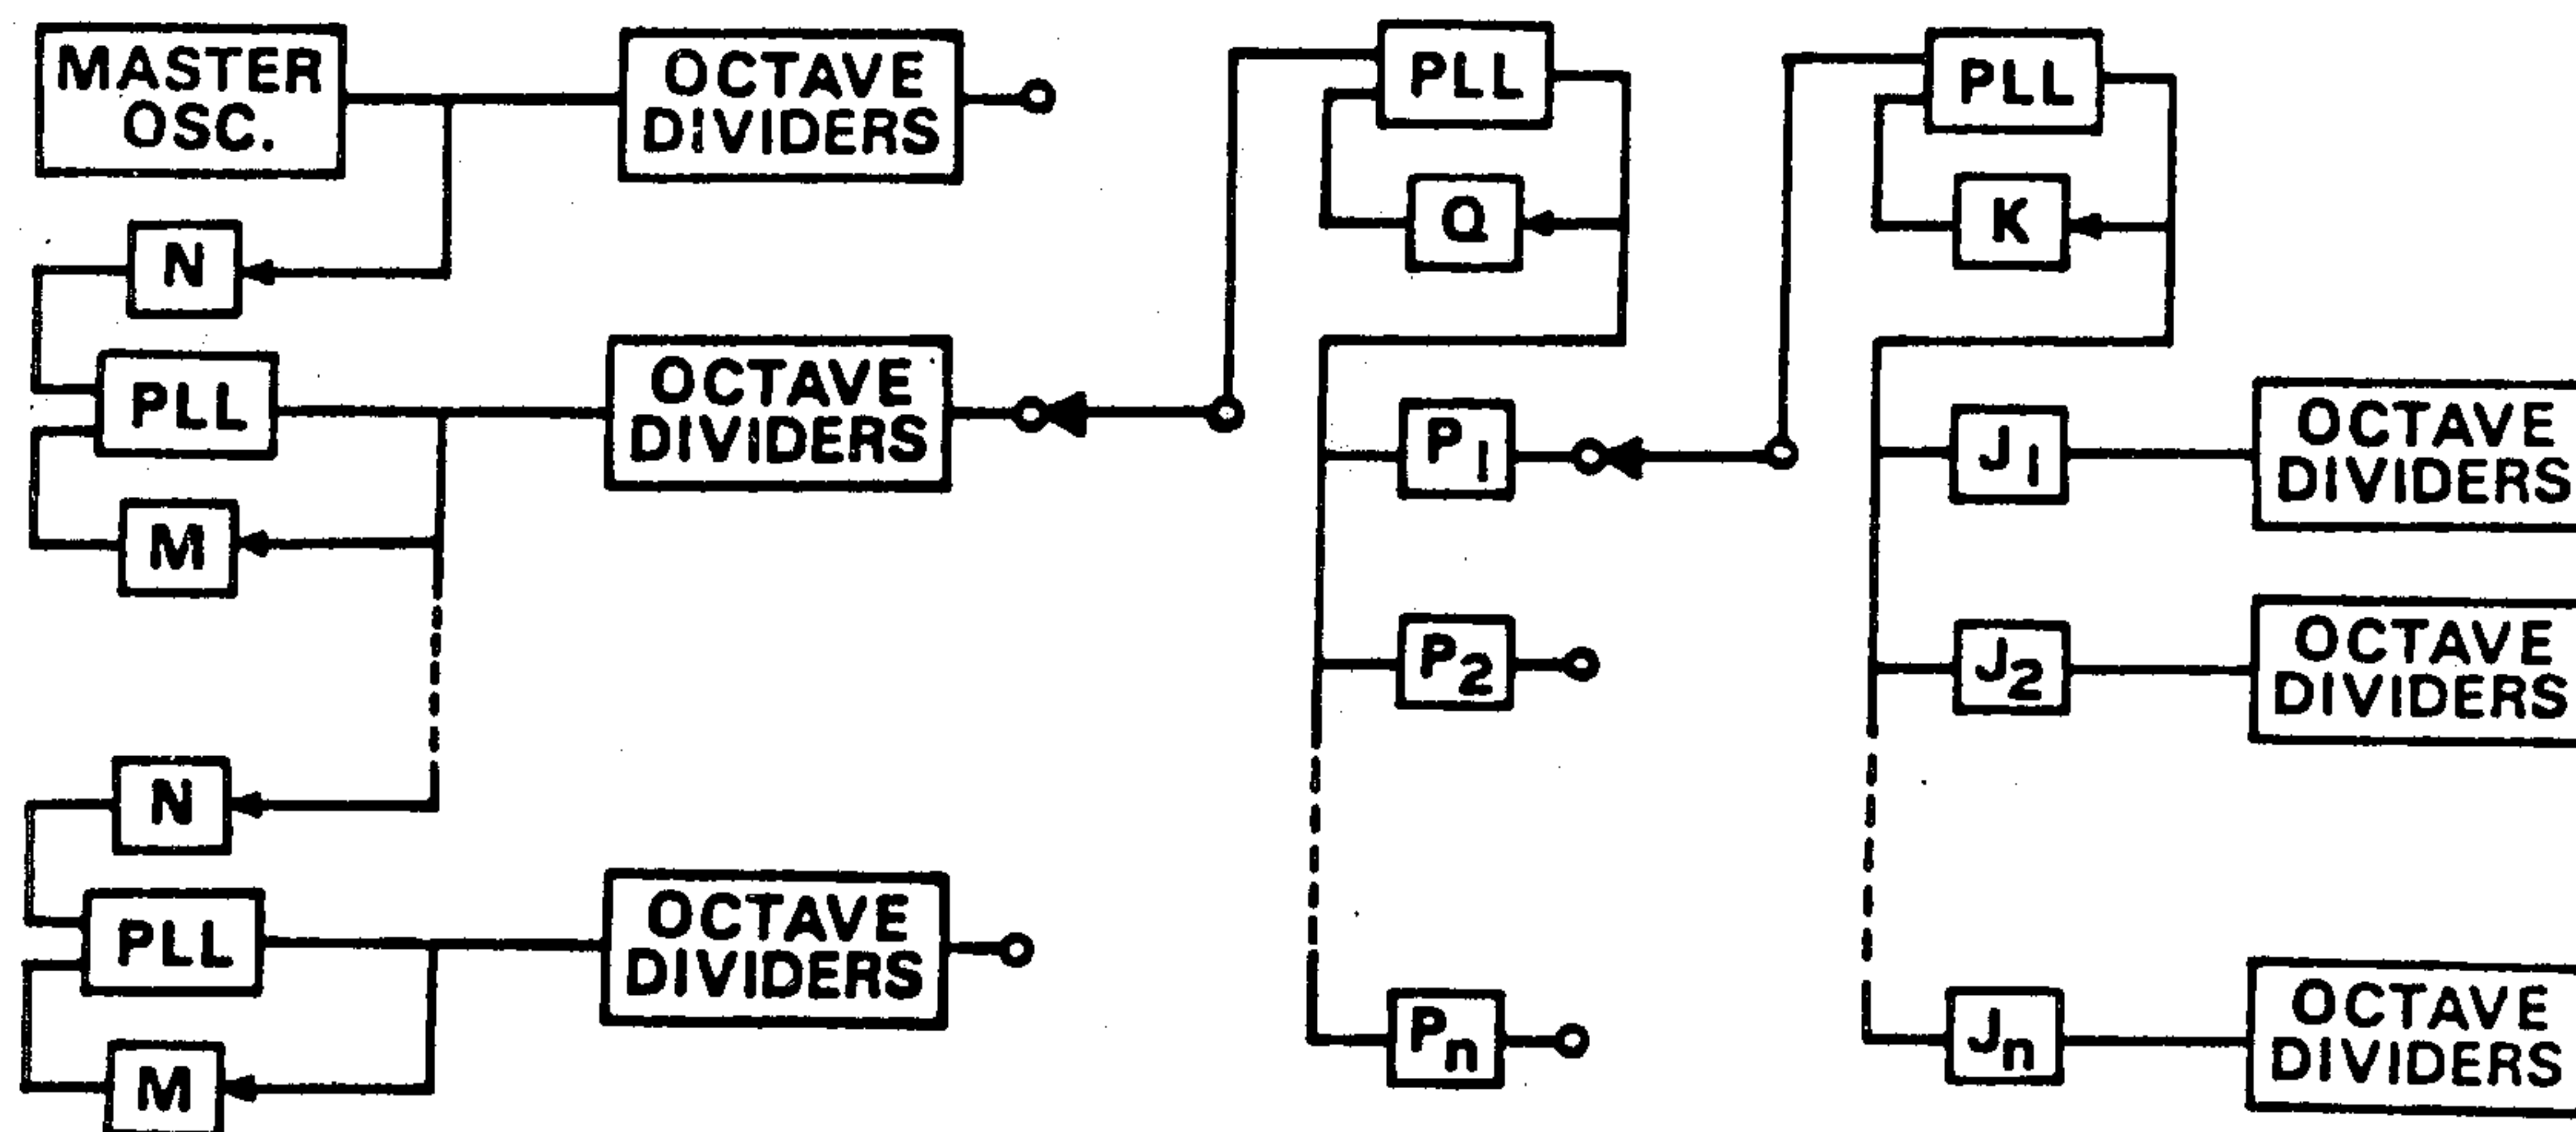 MASTER
OSC.
OCTAVE
DIVIDERS
PLL
PLL
N
Q
K
PLL
OCTAVE
DIVIDERS
P1
J1
OCTAVE
DIVIDERS
M
P2
J2
OCTAVE
DIVIDERS
N
PLL
OCTAVE
DIVIDERS
Pn
Jn
OCTAVE
DIVIDERS
M